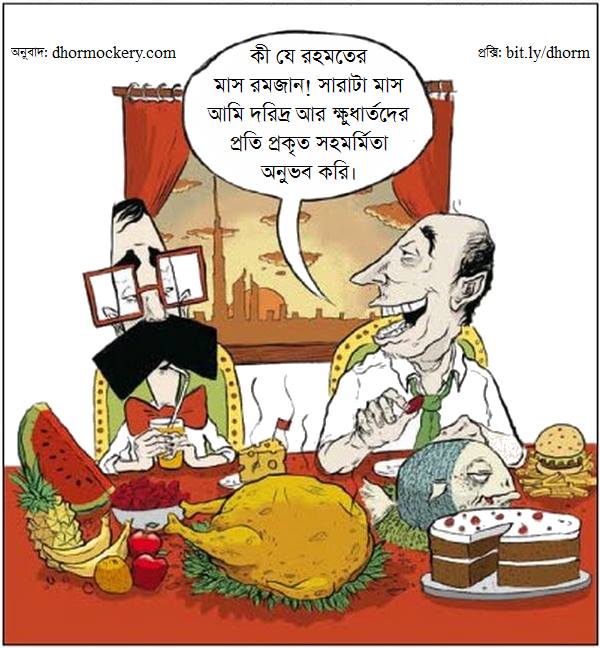 অনুবাদ: dhormockery.com
প্রক্সি: bit.ly/dhorm
কী যে রহমতের
মাস রমজান! সারাটা মাস
আমি দরিদ্র আর ক্ষুধার্তদের
প্রতি প্রকৃত সহমর্মিতা
অনুভব করি।